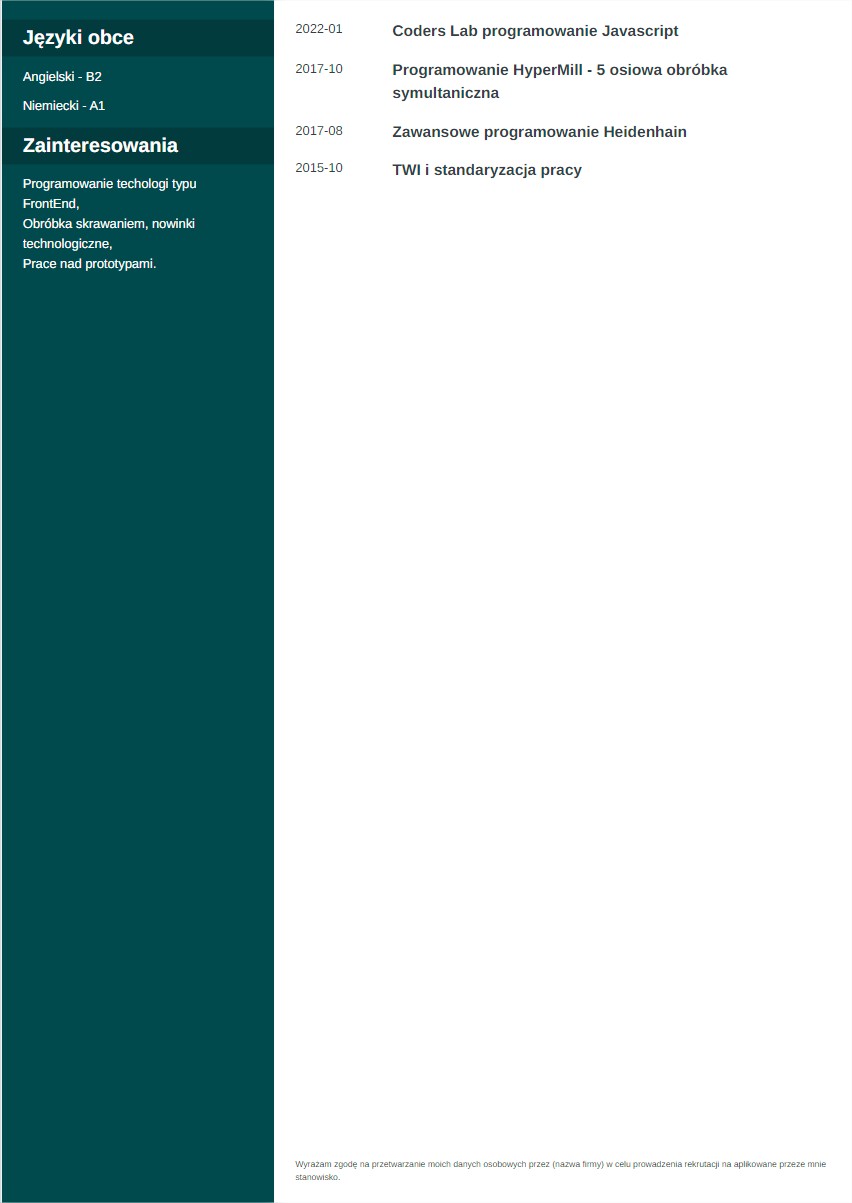 Języki obce
Angielski - B2
Niemiecki - A1
Zainteresowania
Programowanie techologi typu
FrontEnd,
Obróbka skrawaniem, nowinki
technologiczne,
Prace nad prototypami.
2022-01 Coders Lab programowanie Javascript
2017-10 Programowanie HyperMill - 5 osiowa obróbka
symultaniczna
2017-08 Zawansowe programowanie Heidenhain
2015-10 TWI i standaryzacja pracy
Wyrażam zgodę na przetwarzanie moich danych osobowych przez (nazwa firmy) w celu prowadzenia rekrutacji na aplikowane przeze mnie
stanowisko.